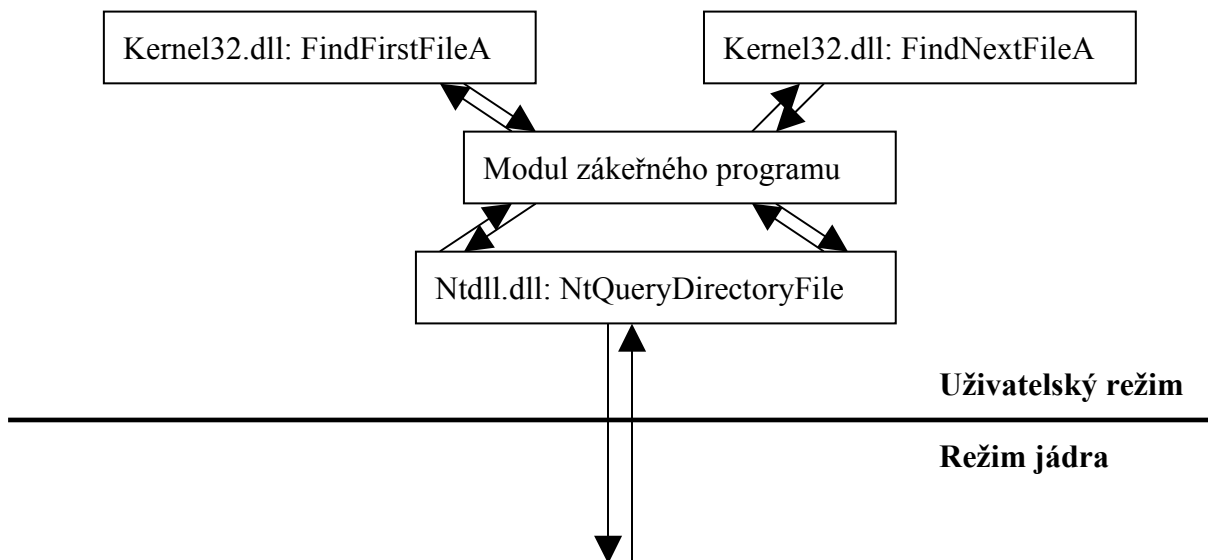 Kernel32.dll: FindFirstFileA
Kernel32.dll: FindNextFileA
Modul zákeřného programu
Ntdll.dll: NtQueryDirectoryFile
Uživatelský režim
Režim jádra